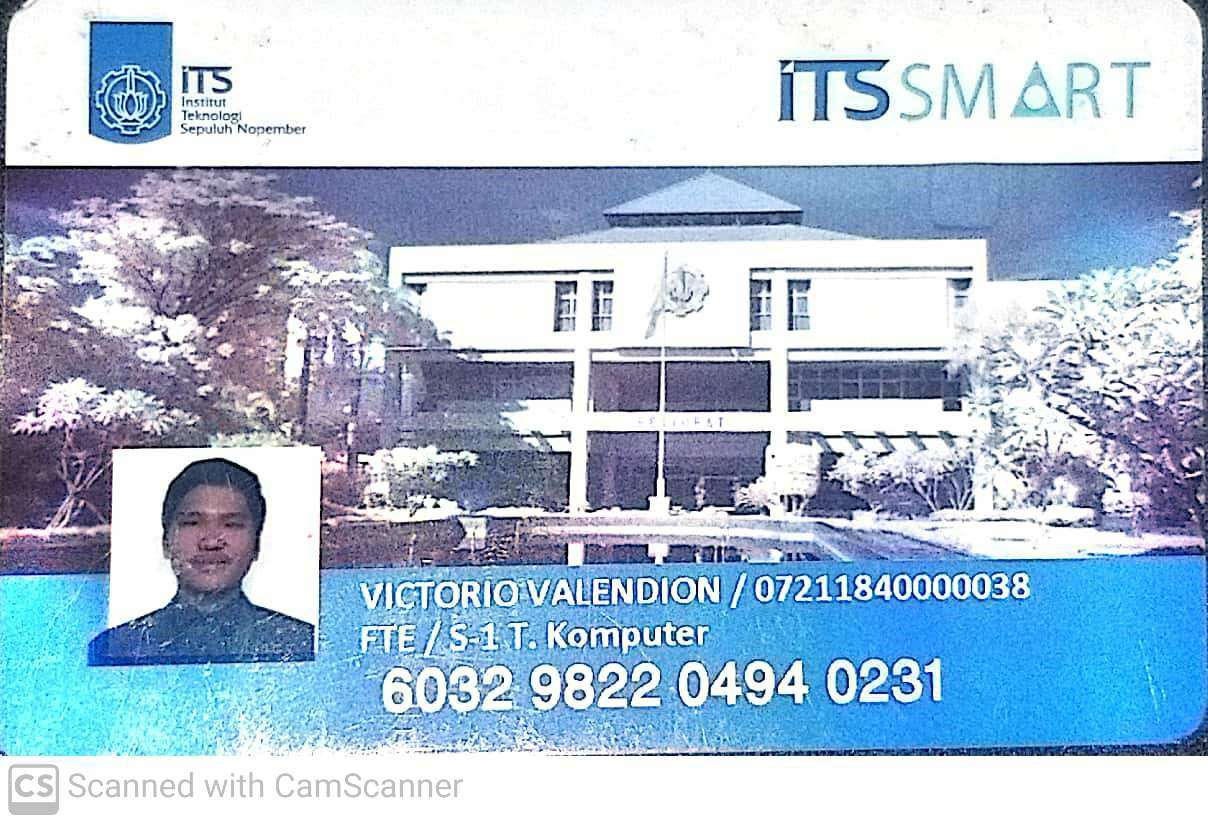 iTS
Institut
Teknologi
Sepuluh Nopember
iTS SMART
REKTORAT
VICTORIO VALENDION / 07211840000038
FTE / S-1 T. Komputer
6032 9822 0494 0231
CS Scanned with CamScanner